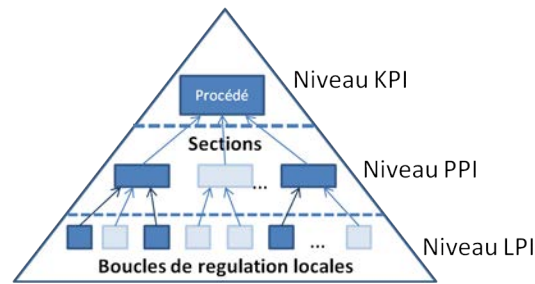 Niveau KPI
Procédé
Sections
Niveau PPI
...
...
Niveau LPI
Boucles de regulation locales